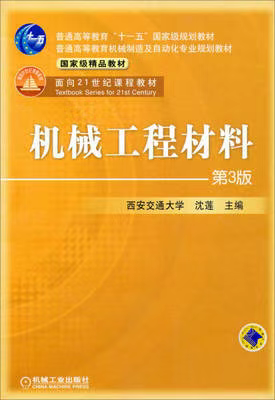 普通高等教育“十一五”国家级规划教材
普通高等教育机械制造及自动化专业规划教材
国家级精品教材
面向21世纪课程教材
Textbook Series for 21st Century
机械工程材料
第3版
西安交通大学 沈莲 主编
机械工业出版社
CHINA MACHINE PRESS